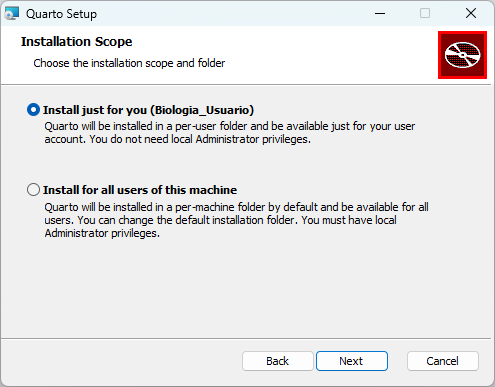 Quarto Setup
Installation Scope
Choose the installation scope and folder
Install just for you (Biologia_Usuario)
Quarto will be installed in a per-user folder and be available just for your user
account. You do not need local Administrator privileges.
Install for all users of this machine
Quarto will be installed in a per-machine folder by default and be available for all
users. You can change the default installation folder. You must have local
Administrator privileges.
Back
Next
Cancel